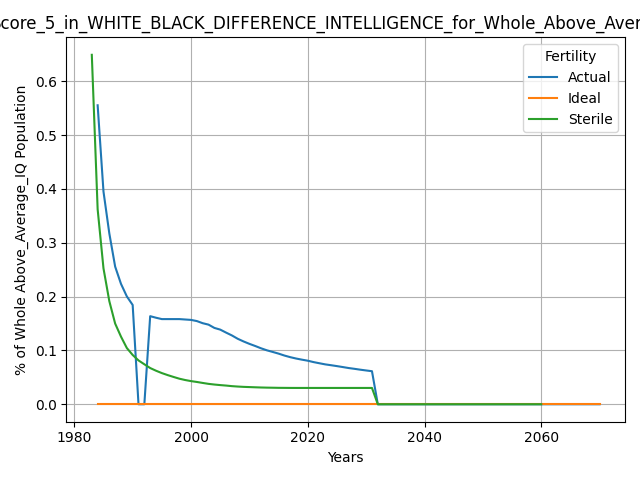 core_5_in_WHITE_BLACK_DIFFERENCE_INTELLIGENCE_for_Whole_Above_Aver
Fertility
Actual
Ideal
Sterile
% of Whole Above_Average_IQ Population
0.6
0.5
0.4
0.3
0.2
0.1
0.0
1980 2000 2020 2040 2060
Years